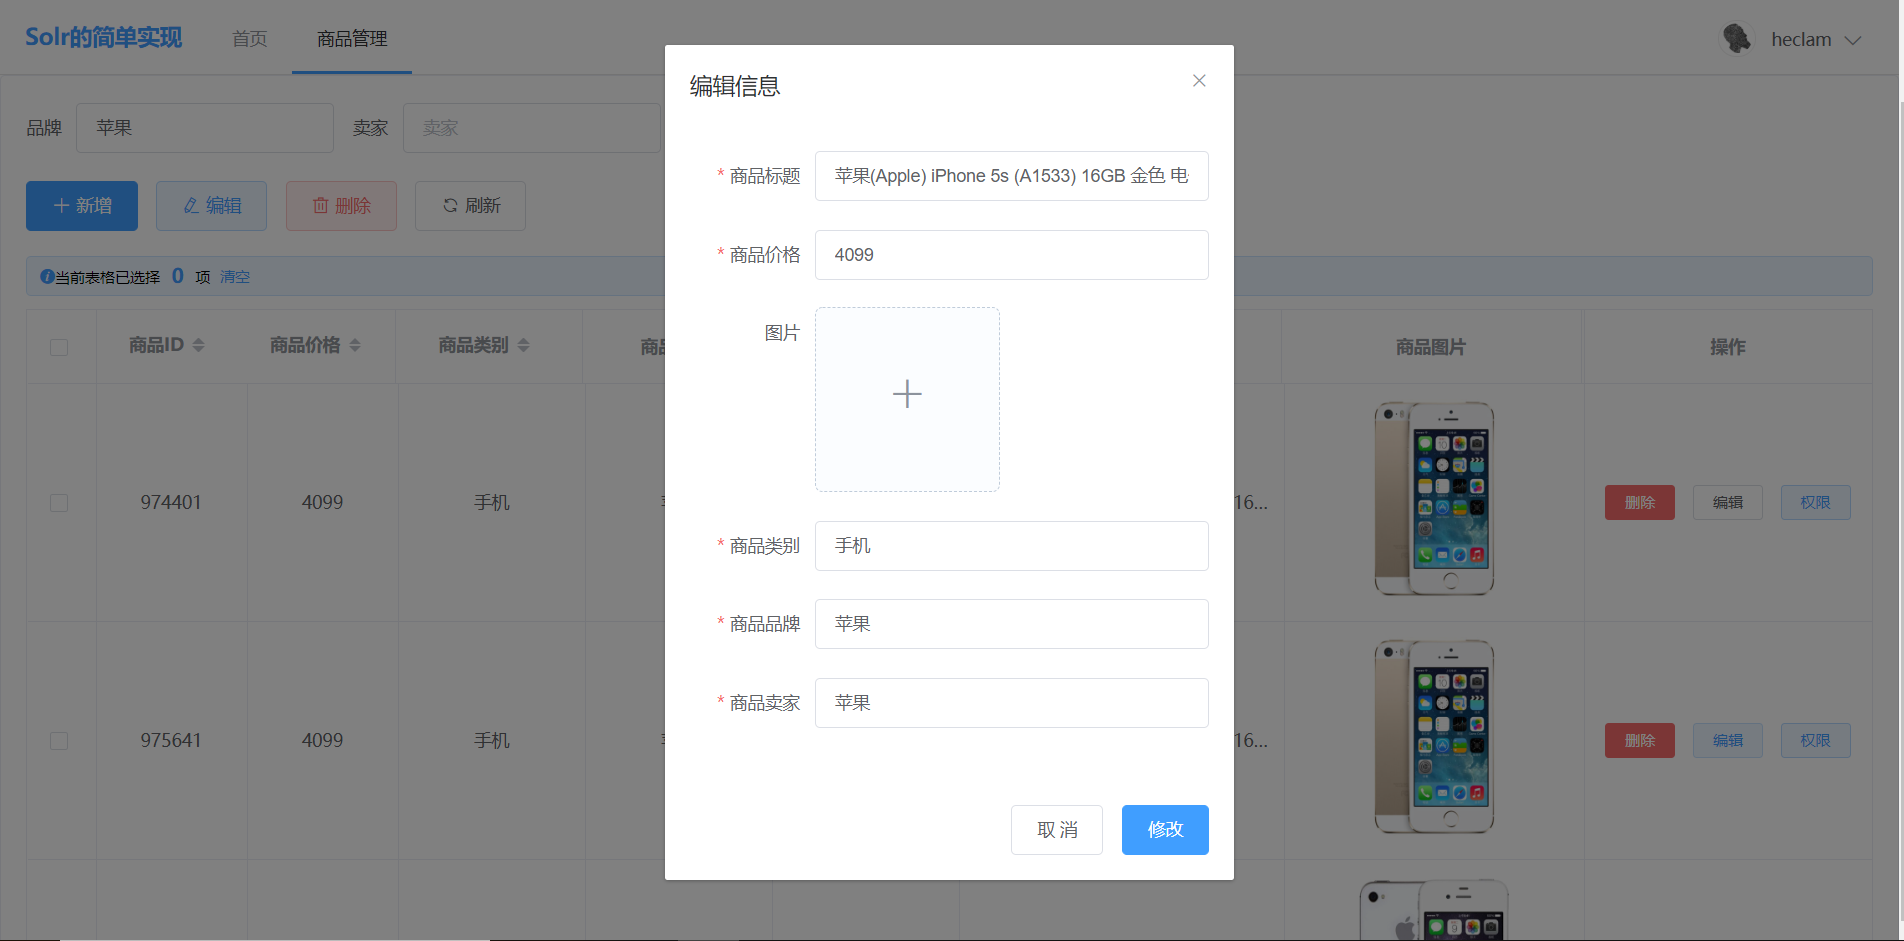 Solr的简单实现 首页 商品管理 heclam
品牌 苹果 卖家 卖家
新增 编辑 删除 刷新
当前表格已选择 0 项 清空
商品ID 商品价格 商品类别 商品图片 操作
974401 4099 手机 16... 删除 编辑 权限
975641 4099 手机 16... 删除 编辑 权限
编辑信息
* 商品标题 苹果(Apple) iPhone 5s (A1533) 16GB 金色 电
* 商品价格 4099
图片
* 商品类别 手机
* 商品品牌 苹果
* 商品卖家 苹果
取 消 修改